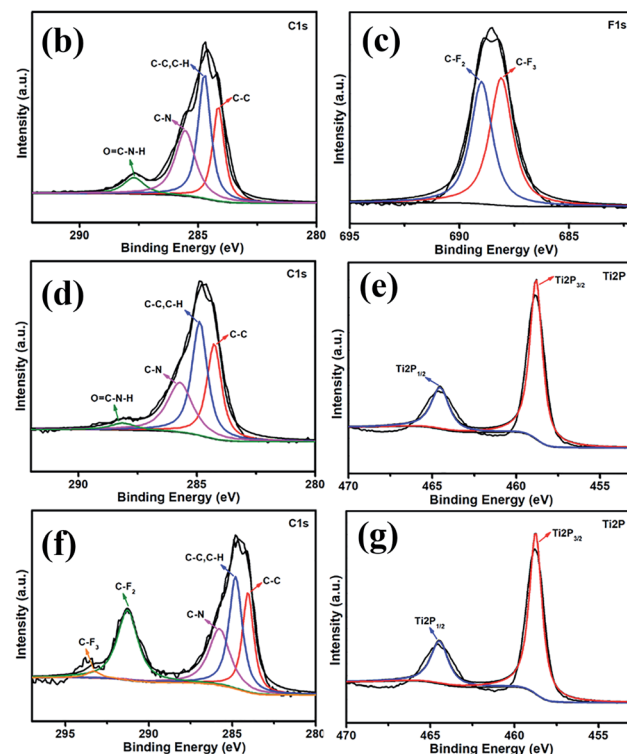 (b)
C1s
C-C,C-H
C-C
C-N
O=C-N-H
Intensity (a.u.)
290 285 280
Binding Energy (eV)
(c)
F1s
C-F₂
C-F₃
Intensity (a.u.)
695 690 685
Binding Energy (eV)
(d)
C1s
C-C,C-H
C-C
C-N
O=C-N-H
Intensity (a.u.)
290 285 280
Binding Energy (eV)
(e)
Ti2P
Ti2P₃/₂
Ti2P₁/₂
Intensity (a.u.)
470 465 460 455
Binding Energy (eV)
(f)
C1s
C-C,C-H
C-F₂
C-C
C-N
C-F₃
Intensity (a.u.)
295 290 285 280
Binding Energy (eV)
(g)
Ti2P
Ti2P₃/₂
Ti2P₁/₂
Intensity (a.u.)
470 465 460 455
Binding Energy (eV)